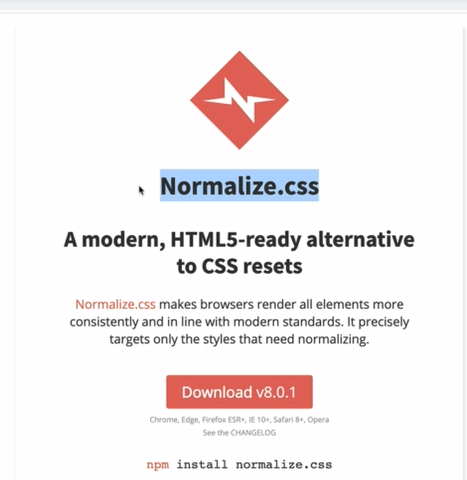 Normalize.css
A modern, HTML5-ready alternative
to CSS resets
Normalize.css makes browsers render all elements more
consistently and in line with modern standards. It precisely
targets only the styles that need normalizing.
Download v8.0.1
Chrome, Edge, Firefox ESR+, IE 10+, Safari 8+, Opera
See the CHANGELOG
npm install normalize.css